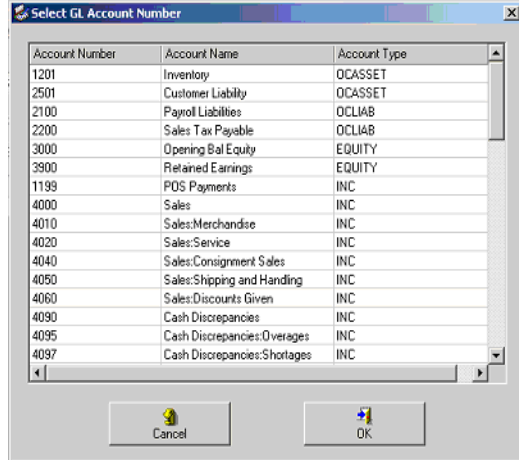 Select GL Account Number
Account Number Account Name Account Type
1201 Inventory OCASSET
2501 Customer Liability OCASSET
2100 Payroll Liabilities OCLIAB
2200 Sales Tax Payable OCLIAB
3000 Opening Bal Equity EQUITY
3900 Retained Earnings EQUITY
1199 POS Payments INC
4000 Sales INC
4010 Sales:Merchandise INC
4020 Sales:Service INC
4040 Sales:Consignment Sales INC
4050 Sales:Shipping and Handling INC
4060 Sales:Discounts Given INC
4090 Cash Discrepancies INC
4095 Cash Discrepancies:Overages INC
4097 Cash Discrepancies:Shortages INC
Cancel OK